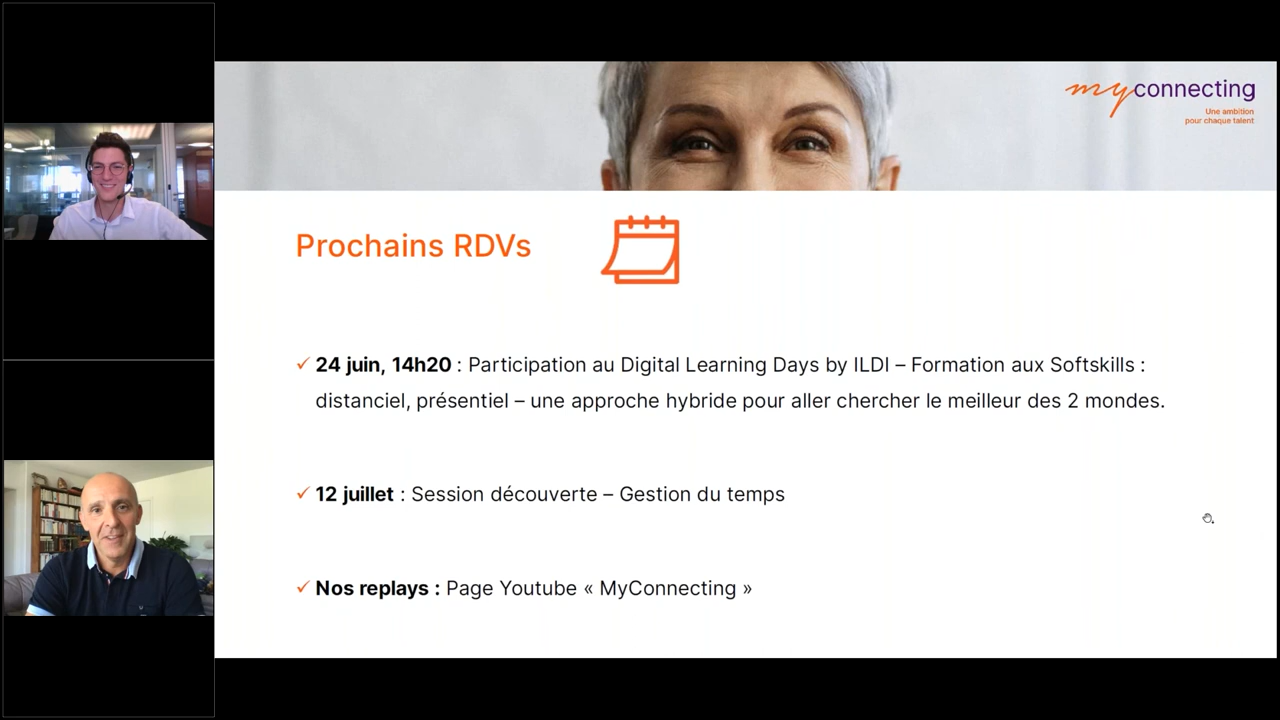 myconnecting
Une ambition
pour chaque talent
Prochains RDVs
24 juin, 14h20 : Participation au Digital Learning Days by ILDI – Formation aux Softskills :
distanciel, présentiel – une approche hybride pour aller chercher le meilleur des 2 mondes.
12 juillet : Session découverte – Gestion du temps
Nos replays : Page Youtube « MyConnecting »